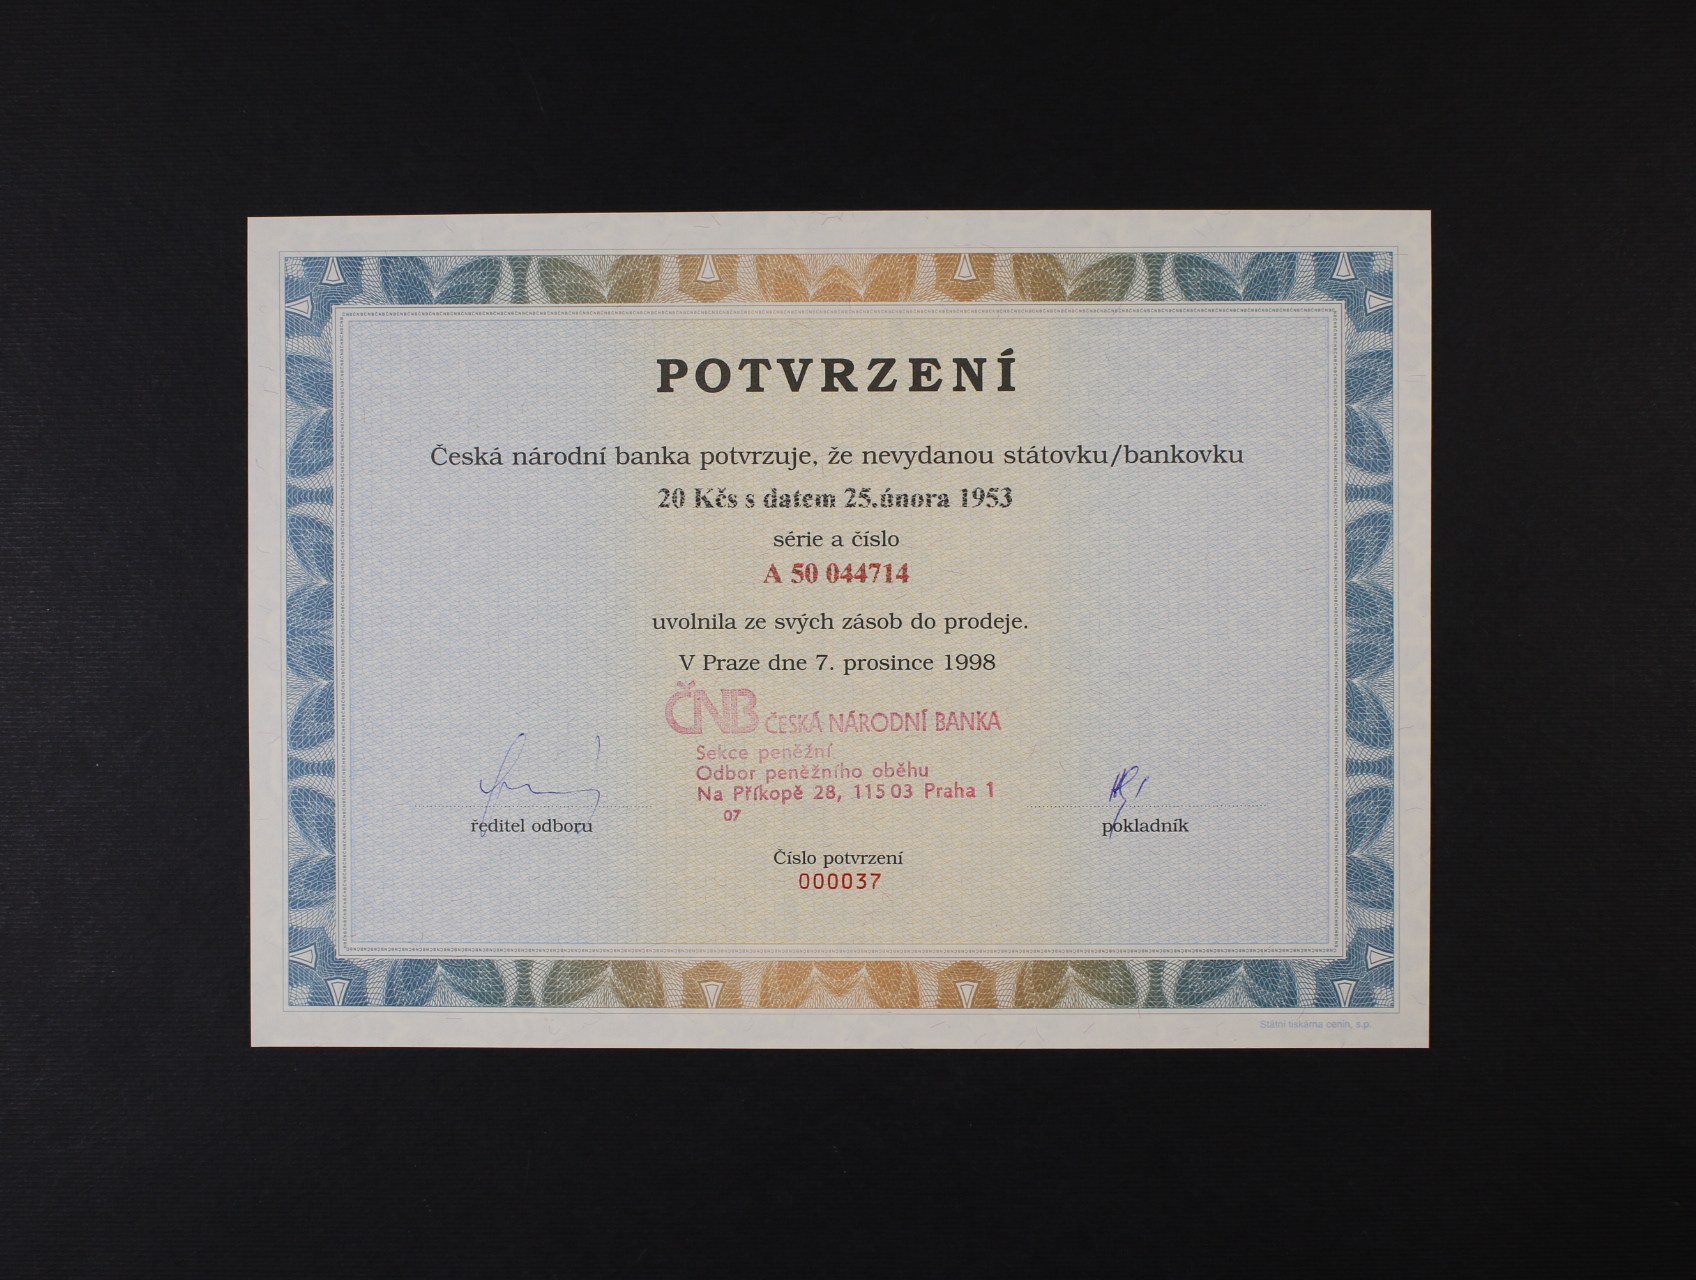 POTVRZENÍ
Česká národní banka potvrzuje, že nevydanou státovku/bankovku
20 Kčs s datem 25.února 1953
série a číslo
A 50 044714
uvolnila ze svých zásob do prodeje.
V Praze dne 7. prosince 1998
ČNB ČESKÁ NÁRODNÍ BANKA
Sekce peněžní
Odbor peněžního oběhu
Na Příkopě 28, 115 03 Praha 1
07
ředitel odboru
pokladník
Číslo potvrzení
000037
Státní tiskárna cenin, s.p.